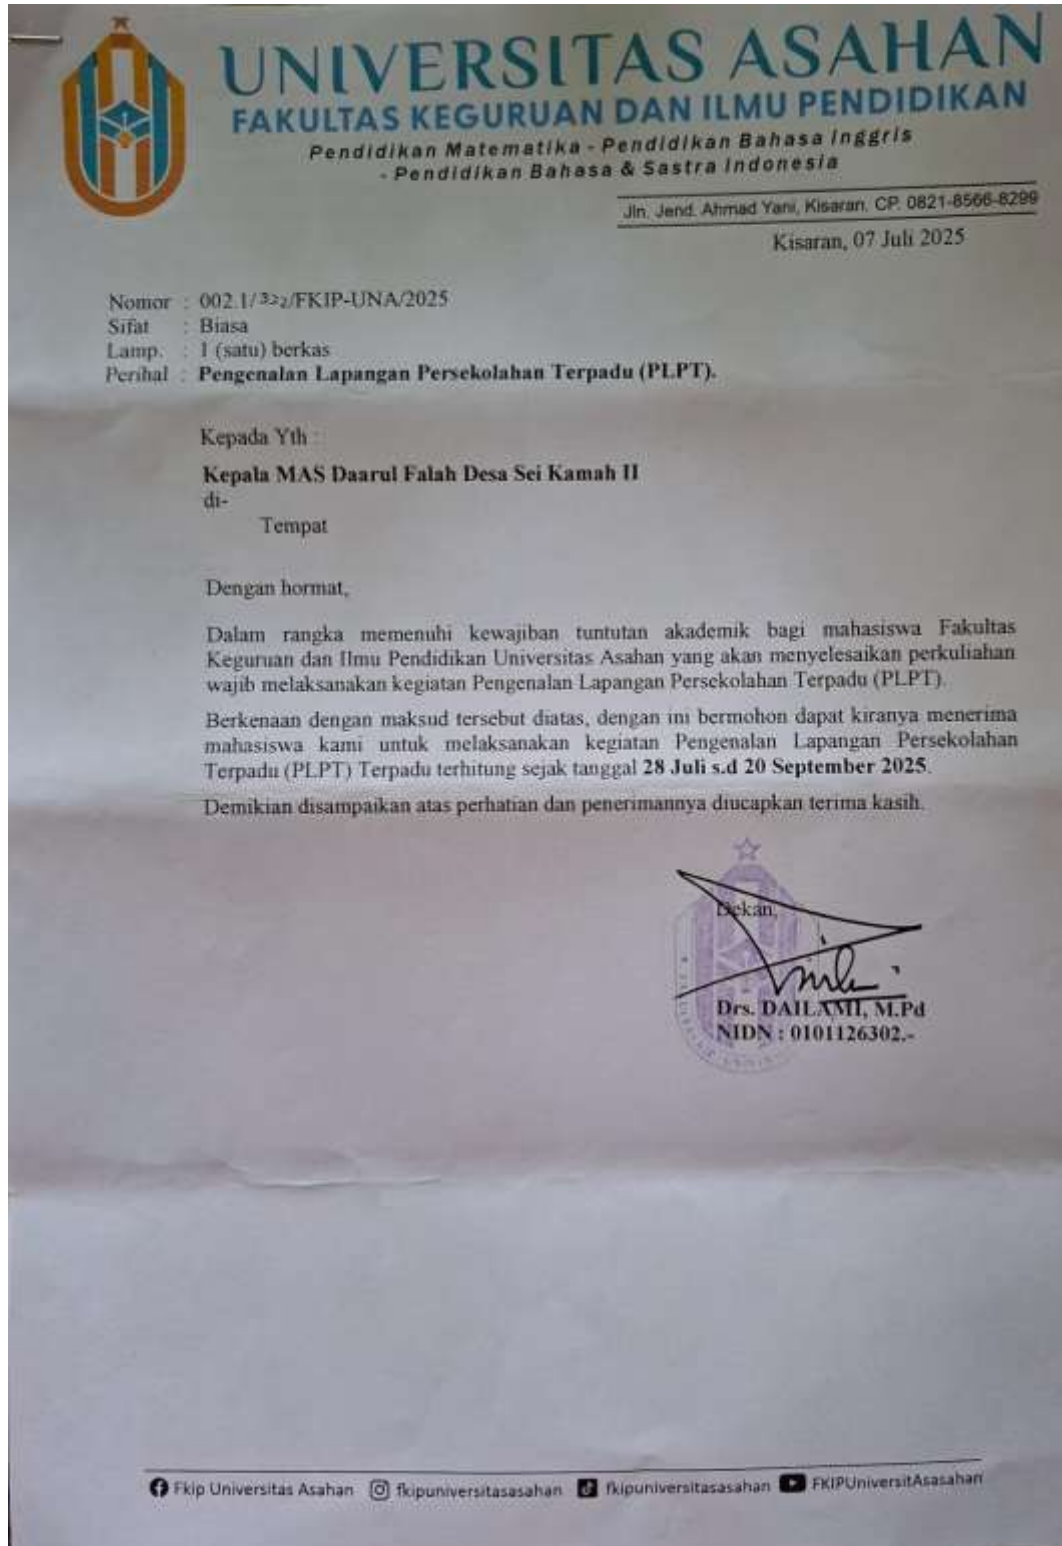 UNIVERSITAS ASAHAN
FAKULTAS KEGURUAN DAN ILMU PENDIDIKAN
Pendidikan Matematika - Pendidikan Bahasa Inggris
- Pendidikan Bahasa & Sastra Indonesia
Jln. Jend. Ahmad Yani, Kisaran. CP. 0821-8566-8299
Kisaran, 07 Juli 2025
Nomor : 002.1/322/FKIP-UNA/2025
Sifat : Biasa
Lamp. : 1 (satu) berkas
Perihal : Pengenalan Lapangan Persekolahan Terpadu (PLPT).
Kepada Yth :
Kepala MAS Daarul Falah Desa Sei Kamah II
di-
Tempat
Dengan hormat,
Dalam rangka memenuhi kewajiban tuntutan akademik bagi mahasiswa Fakultas
Keguruan dan Ilmu Pendidikan Universitas Asahan yang akan menyelesaikan perkuliahan
wajib melaksanakan kegiatan Pengenalan Lapangan Persekolahan Terpadu (PLPT).
Berkenaan dengan maksud tersebut diatas, dengan ini bermohon dapat kiranya menerima
mahasiswa kami untuk melaksanakan kegiatan Pengenalan Lapangan Persekolahan
Terpadu (PLPT) Terpadu terhitung sejak tanggal 28 Juli s.d 20 September 2025.
Demikian disampaikan atas perhatian dan penerimannya diucapkan terima kasih.
Dekan,
Drs. DAILAMI, M.Pd
NIDN : 0101126302.-
Fkip Universitas Asahan fkipuniversitasasahan fkipuniversitasasahan FKIPUniversitAsasahan